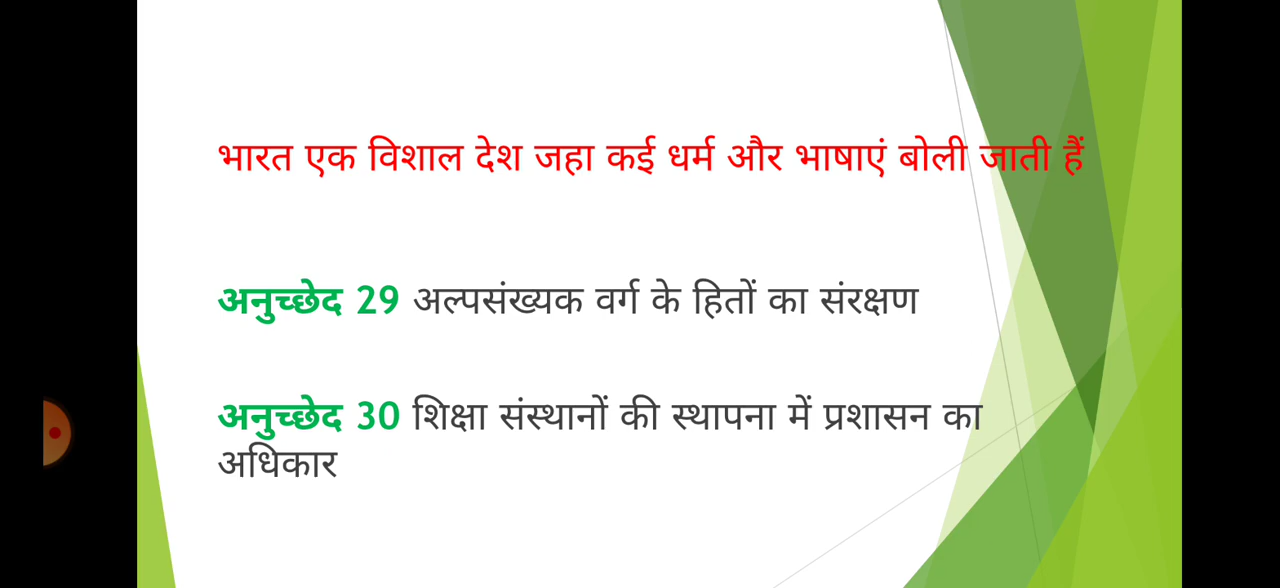 भारत एक विशाल देश जहा कई धर्म और भाषाएं बोली जाती हैं
अनुच्छेद 29 अल्पसंख्यक वर्ग के हितों का संरक्षण
अनुच्छेद 30 शिक्षा संस्थानों की स्थापना में प्रशासन का
अधिकार